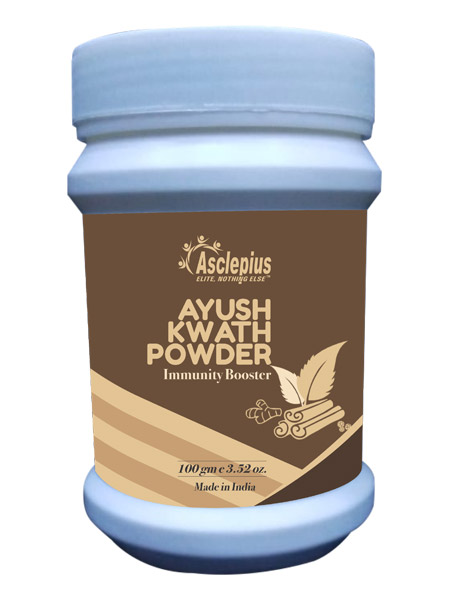 Asclepius
ELITE, NOTHING ELSE™
AYUSH
KWATH
POWDER
Immunity Booster
100 gm e 3.52 oz.
Made in India